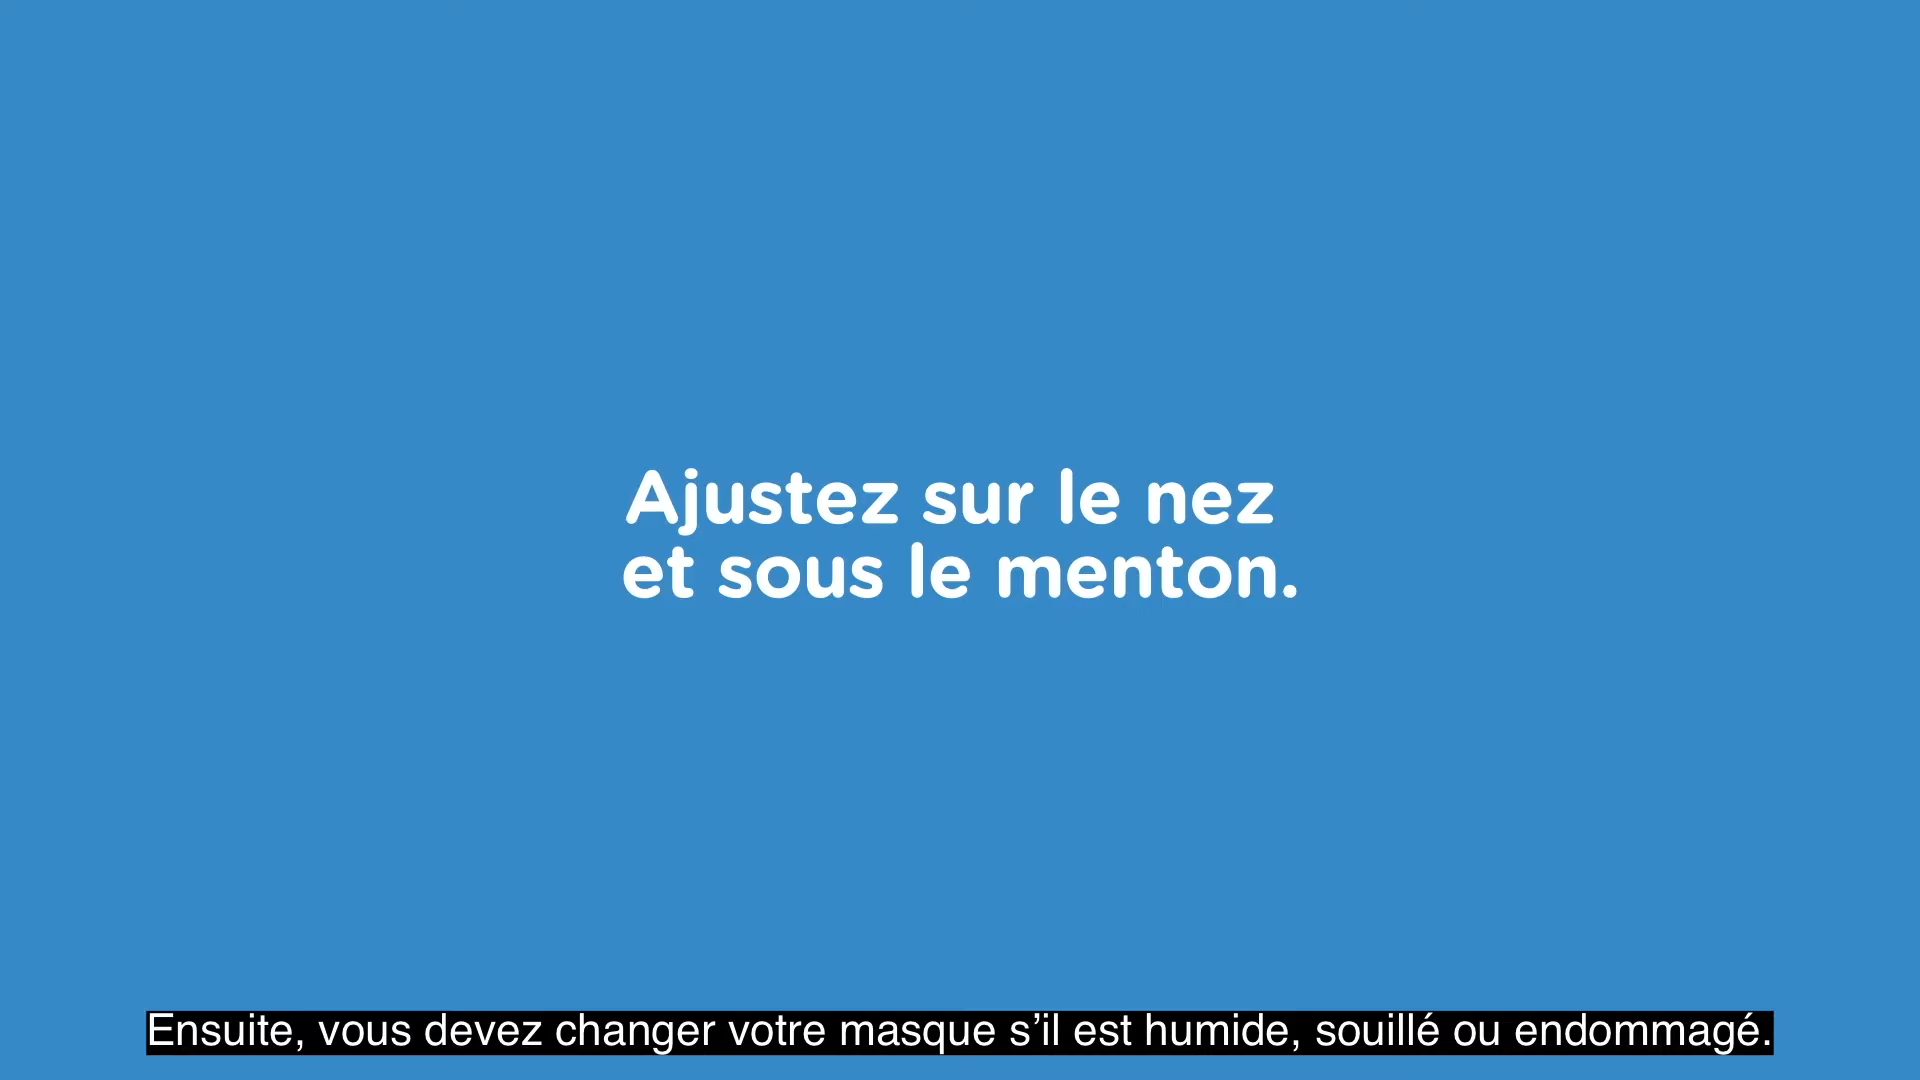 Ajustez sur le nez
et sous le menton.
Ensuite, vous devez changer votre masque s’il est humide, souillé ou endommagé.